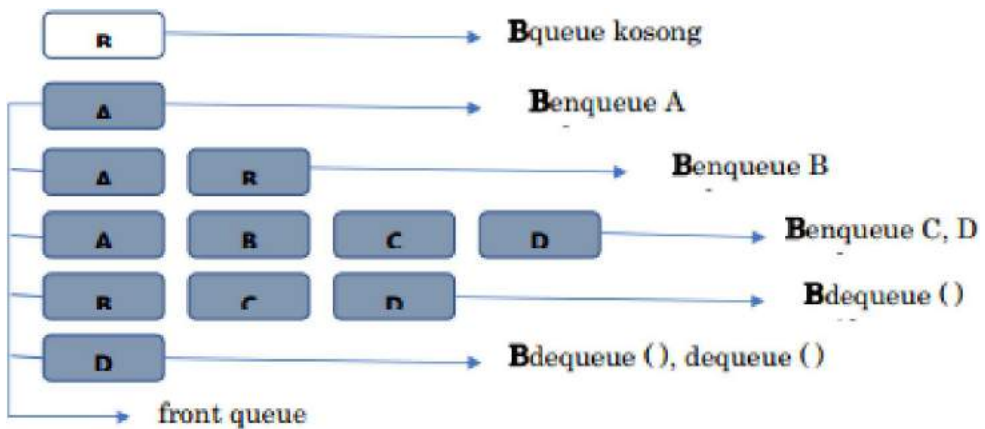 B Bqueue kosong
A Benqueue A
A B Benqueue B
A B C D Benqueue C, D
B C D Bdequeue ()
D Bdequeue (), dequeue ()
front queue